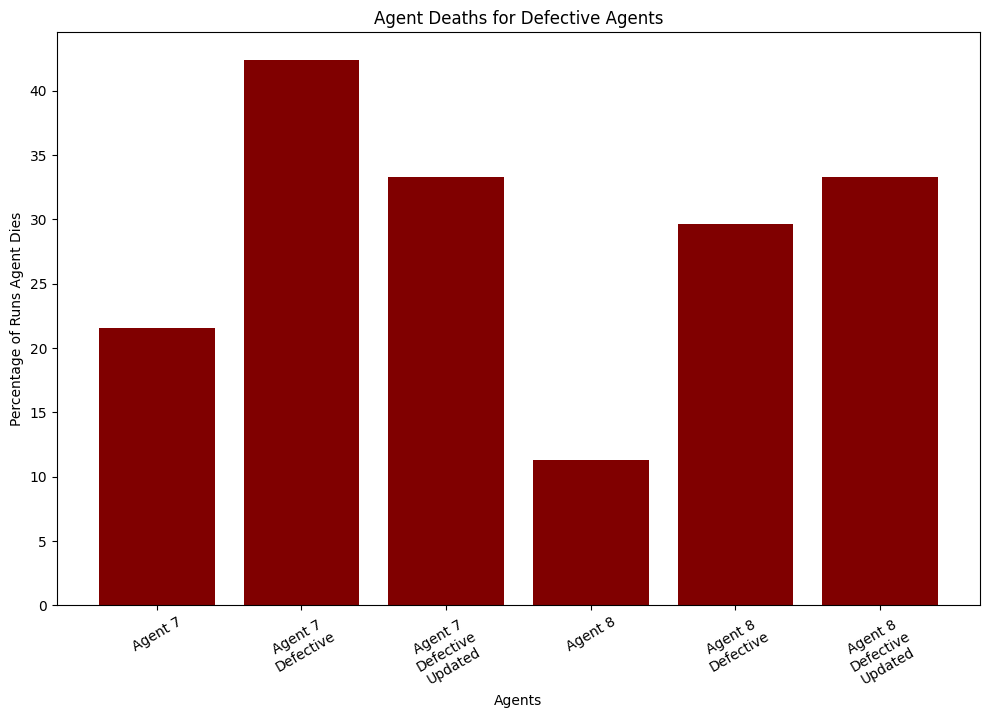 Agent Deaths for Defective Agents
Percentage of Runs Agent Dies
40
35
30
25
20
15
10
5
0
Agent 7
Agent 7
Defective
Agent 7
Defective
Updated
Agent 8
Agent 8
Defective
Agent 8
Defective
Updated
Agents